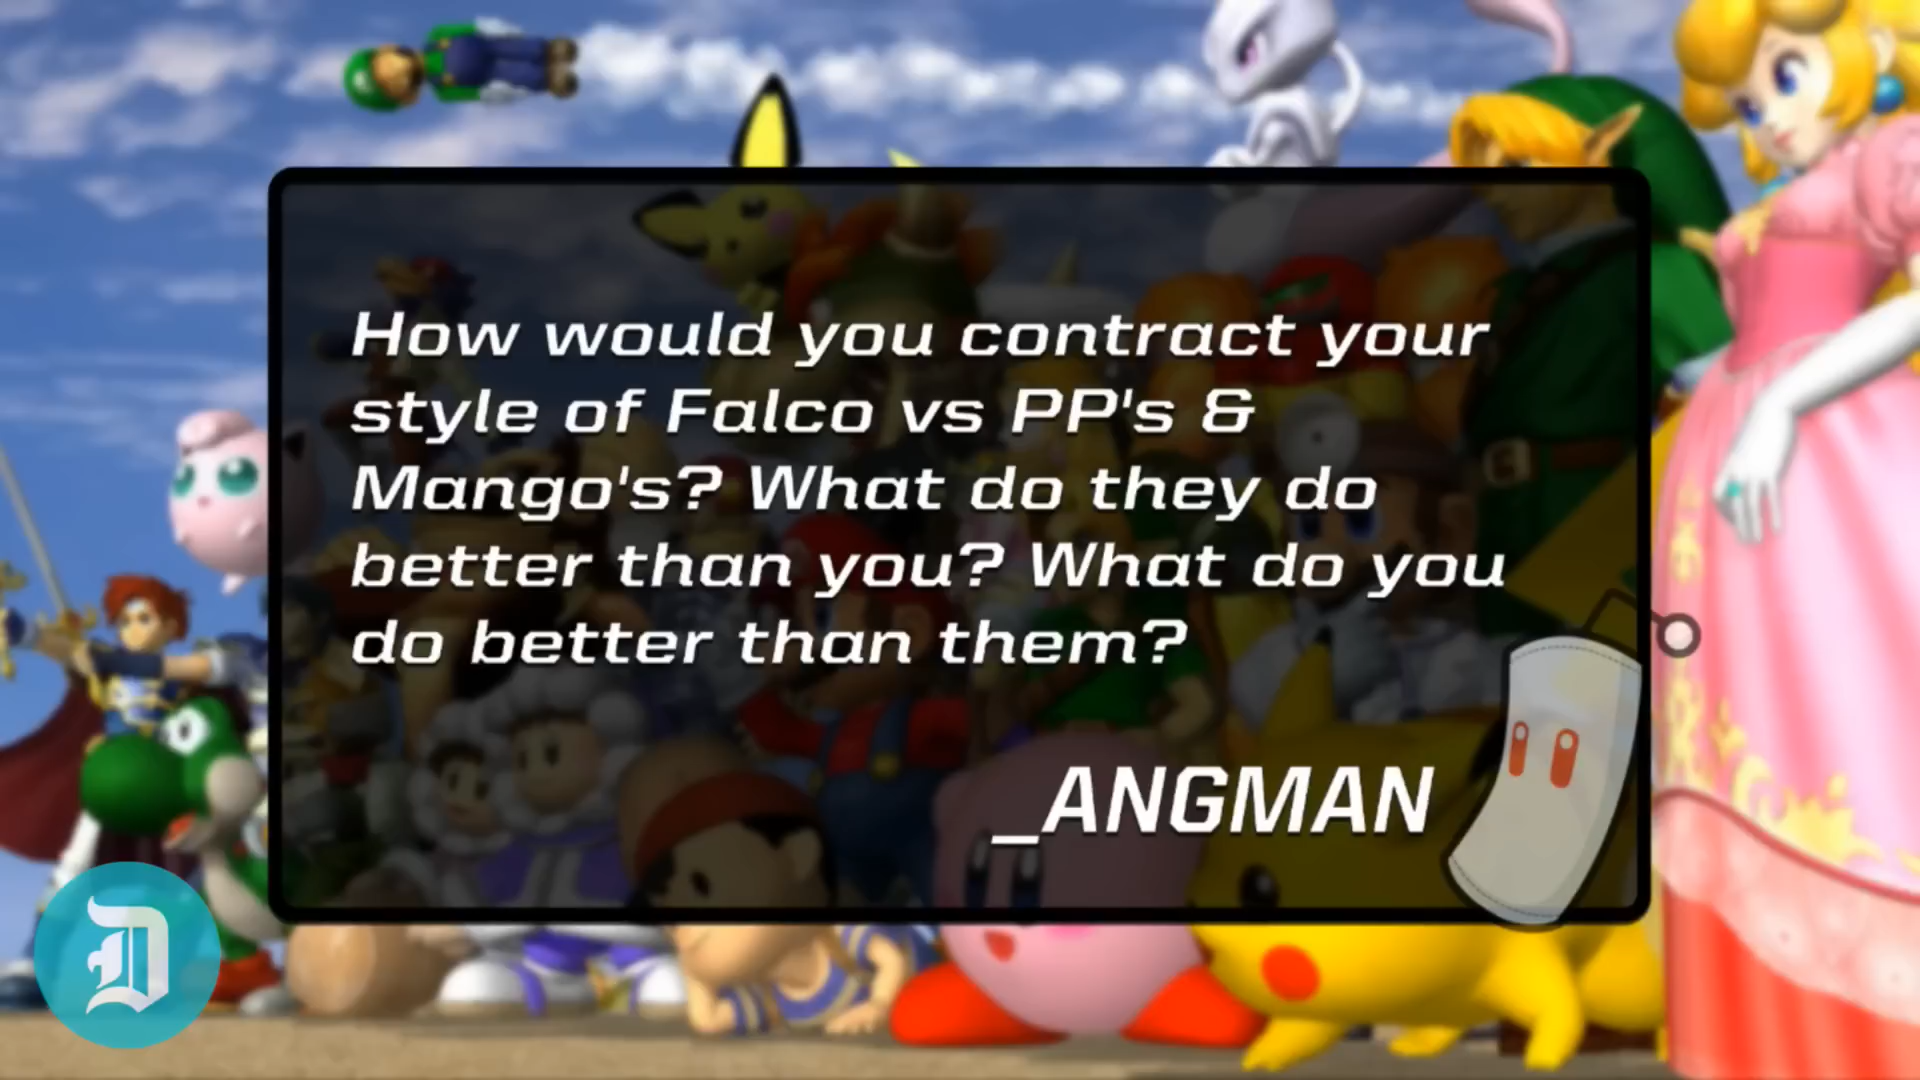 How would you contract your
style of Falco vs PP's &
Mango's? What do they do
better than you? What do you
do better than them?
_ANGMAN
D